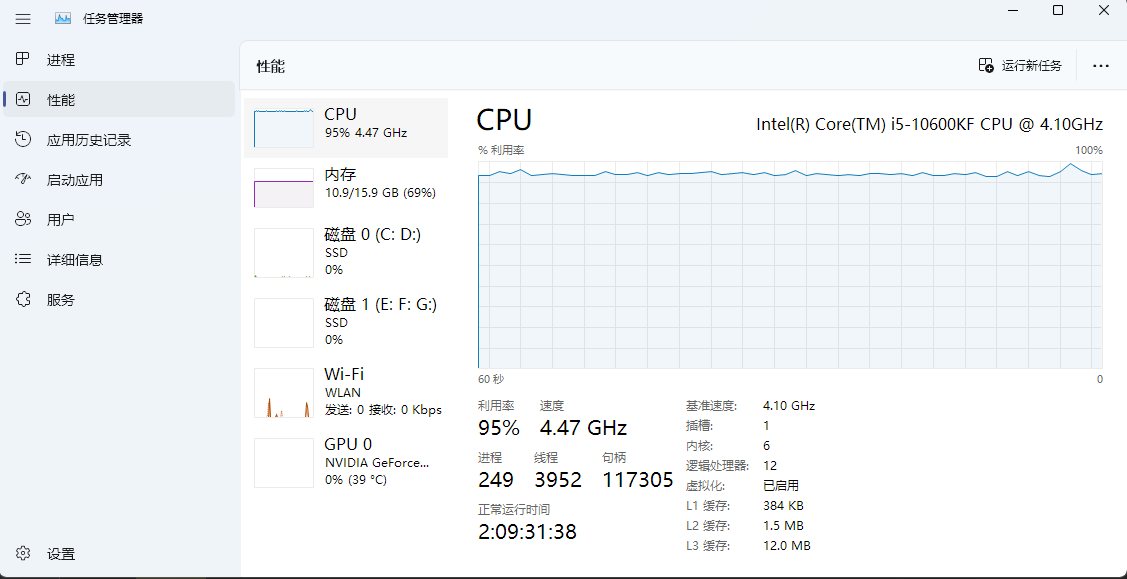 任务管理器
进程
性能
应用历史记录
启动应用
用户
详细信息
服务
设置
性能
运行新任务
CPU
95% 4.47 GHz
内存
10.9/15.9 GB (69%)
磁盘 0 (C: D:)
SSD
0%
磁盘 1 (E: F: G:)
SSD
0%
Wi-Fi
WLAN
发送: 0 接收: 0 Kbps
GPU 0
NVIDIA GeForce...
0% (39 °C)
CPU
Intel(R) Core(TM) i5-10600KF CPU @ 4.10GHz
% 利用率
100%
60 秒
0
利用率 速度
95% 4.47 GHz
进程 线程 句柄
249 3952 117305
正常运行时间
2:09:31:38
基准速度: 4.10 GHz
插槽: 1
内核: 6
逻辑处理器: 12
虚拟化: 已启用
L1 缓存: 384 KB
L2 缓存: 1.5 MB
L3 缓存: 12.0 MB